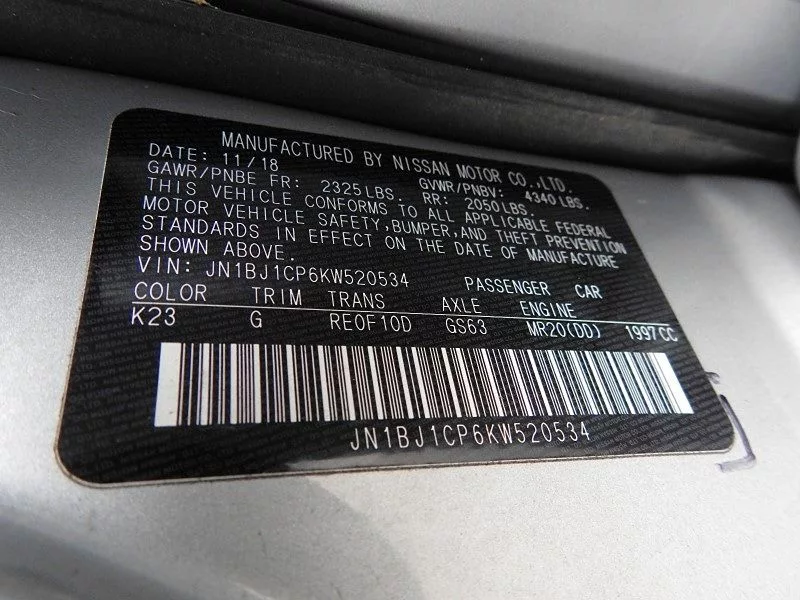 MANUFACTURED BY NISSAN MOTOR CO.,LTD.
DATE: 11/18 GVWR/PNBV: 4340LBS.
GAWR/PNBE FR: 2325LBS. RR: 2050LBS.
THIS VEHICLE CONFORMS TO ALL APPLICABLE FEDERAL
MOTOR VEHICLE SAFETY,BUMPER,AND THEFT PREVENTION
STANDARDS IN EFFECT ON THE DATE OF MANUFACTURE
SHOWN ABOVE.
VIN: JN1BJ1CP6KW520534 PASSENGER CAR
COLOR TRIM TRANS AXLE ENGINE
K23 G REOF10D GS63 MR20(DD) 1997CC
JN1BJ1CP6KW520534